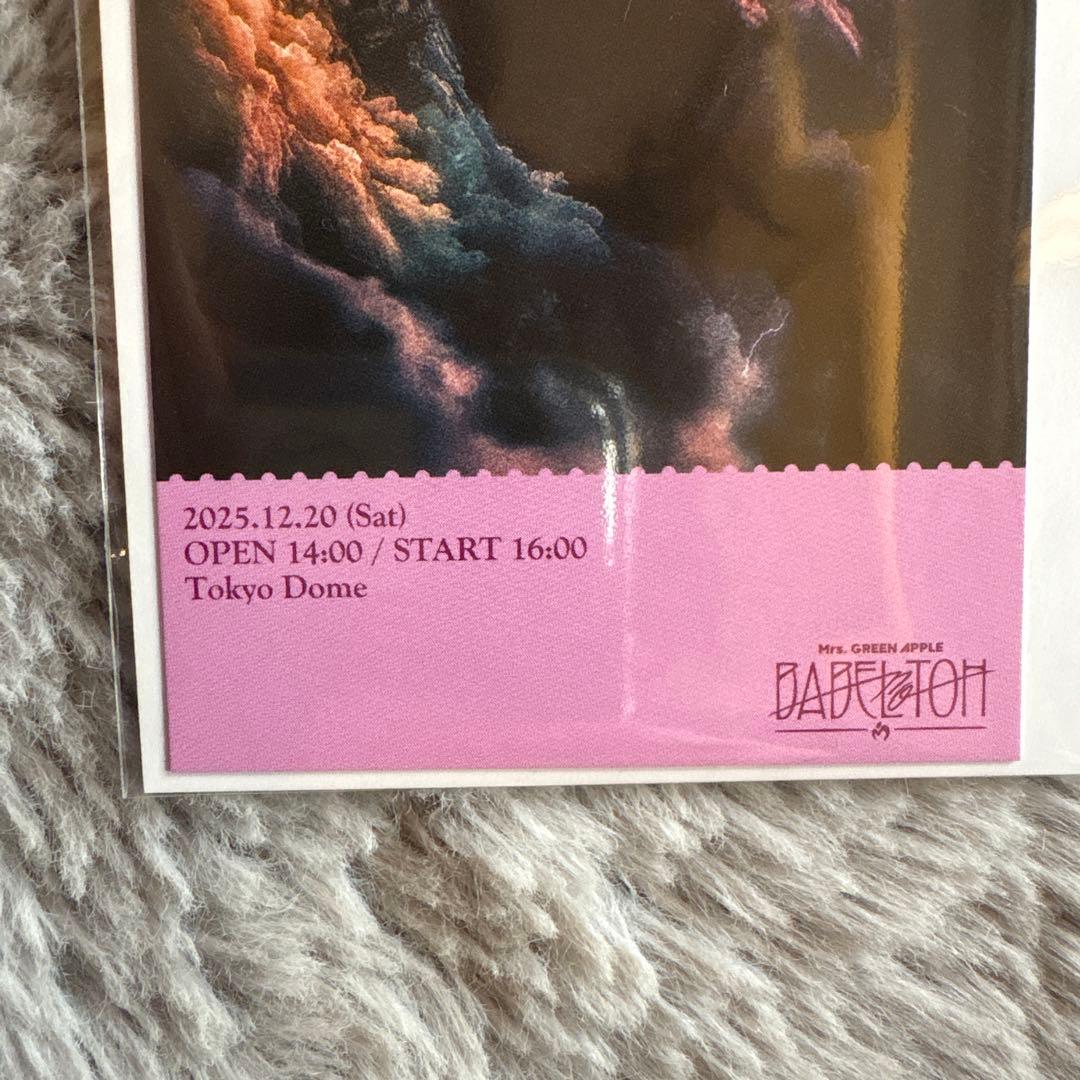 2025.12.20 (Sat)
OPEN 14:00 / START 16:00
Tokyo Dome
Mrs. GREEN APPLE
BABEL no TOH